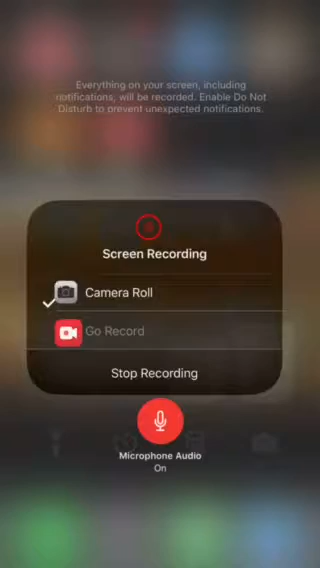 Everything on your screen, including
notifications, will be recorded. Enable Do Not
Disturb to prevent unexpected notifications.
Screen Recording
Camera Roll
Go Record
Stop Recording
Microphone Audio
On